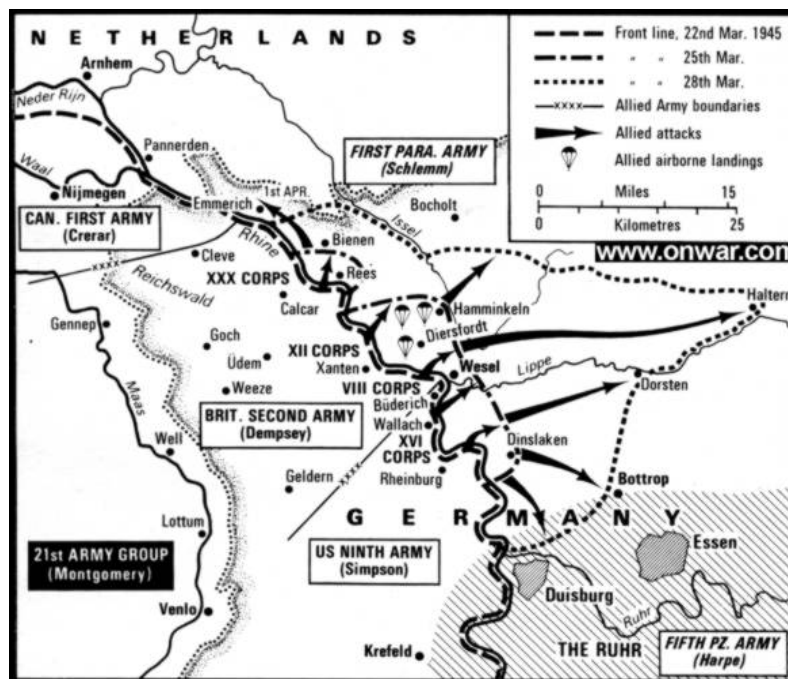 NETHERLANDS
Arnhem
Neder Rijn
Pannerden
Waal
Nijmegen
CAN. FIRST ARMY
(Crerar)
Emmerich
1st APR.
FIRST PARA. ARMY
(Schlemm)
Bocholt
Issel
Front line, 22nd Mar. 1945
" " 25th Mar.
" " 28th Mar.
xxxx Allied Army boundaries
Allied attacks
Allied airborne landings
0 Miles 15
0 Kilometres 25
www.onwar.com
Cleve
xxxx
Rhine
Bienen
Rees
XXX CORPS
Reichswald
Calcar
Hamminkeln
Haltern
Gennep
Goch
Diersfordt
XII CORPS
Üdem
Xanten
Wesel
Lippe
Maas
Weeze
VIII CORPS
Dorsten
Büderich
BRIT. SECOND ARMY
(Dempsey)
Wallach
XVI
CORPS
Dinslaken
Well
Rheinburg
Geldern
xxxx
Bottrop
GERMANY
Lottum
Essen
21st ARMY GROUP
(Montgomery)
US NINTH ARMY
(Simpson)
Duisburg
Venlo
Ruhr
Krefeld
THE RUHR
FIFTH PZ. ARMY
(Harpe)